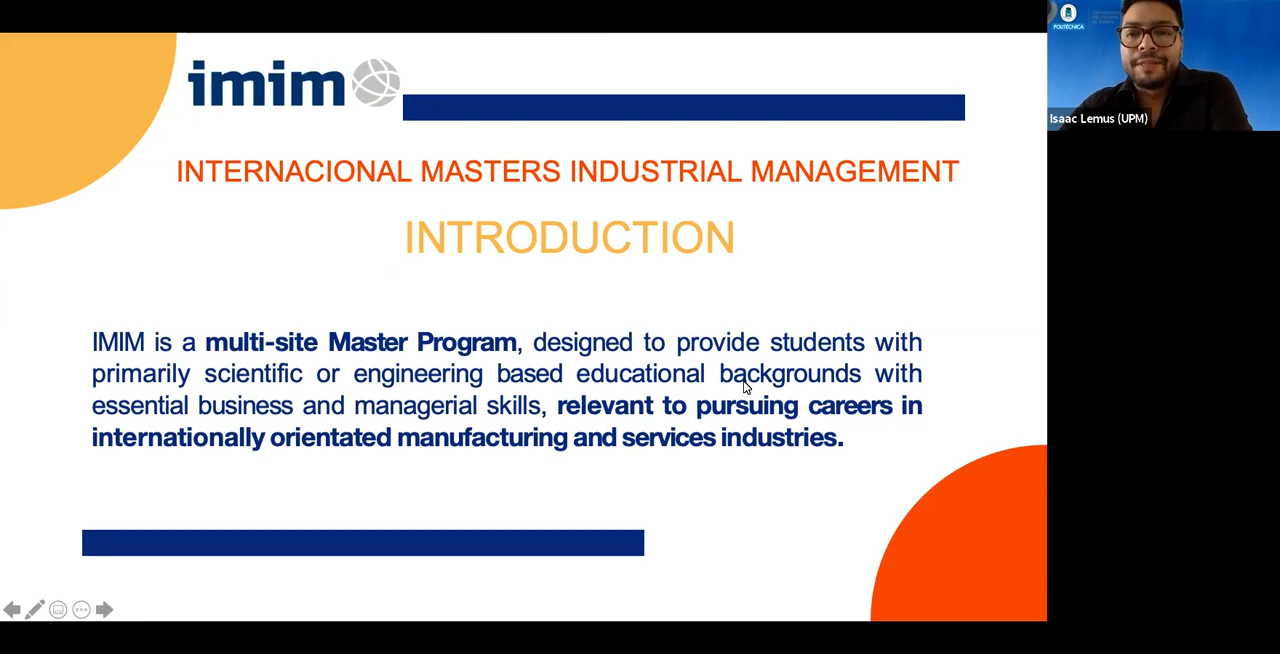 imim
INTERNACIONAL MASTERS INDUSTRIAL MANAGEMENT
INTRODUCTION
IMIM is a multi-site Master Program, designed to provide students with
primarily scientific or engineering based educational backgrounds with
essential business and managerial skills, relevant to pursuing careers in
internationally orientated manufacturing and services industries.
POLITÉCNICA
Isaac Lemus (UPM)